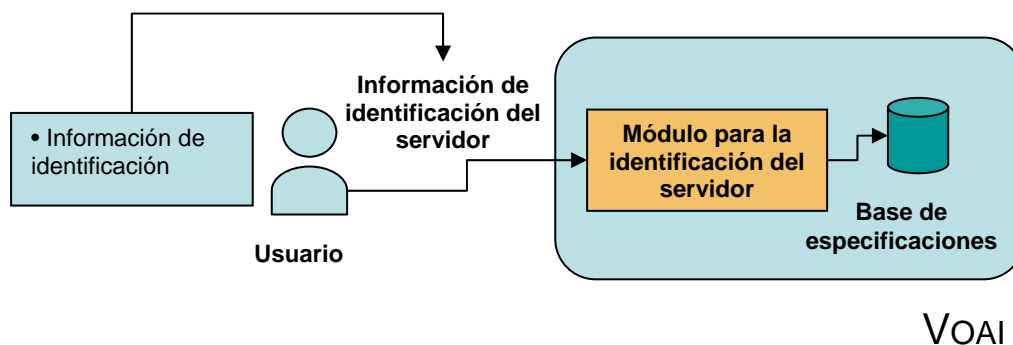 • Información de
identificación
Información de
identificación del
servidor
Usuario
Módulo para la
identificación del
servidor
Base de
especificaciones
VOAI